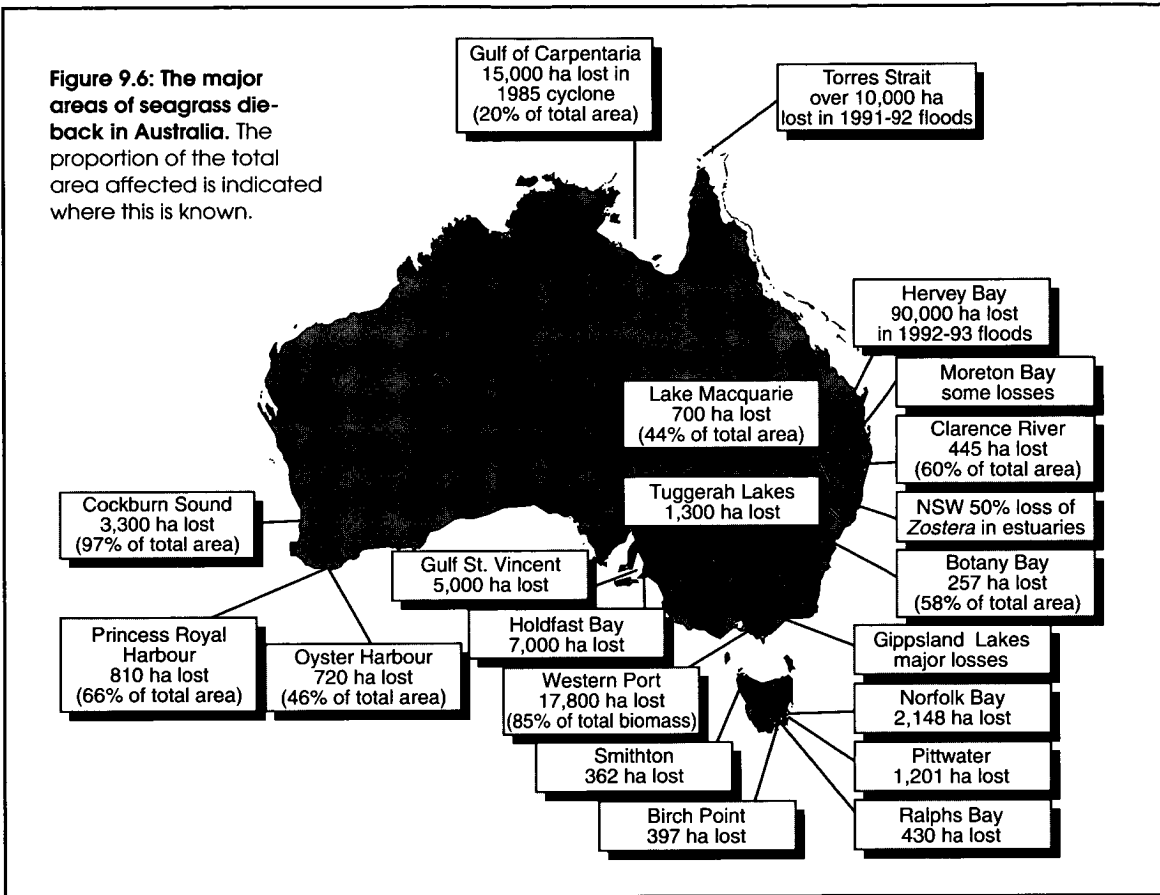 Figure 9.6: The major
areas of seagrass die-
back in Australia. The
proportion of the total
area affected is indicated
where this is known.
Gulf of Carpentaria
15,000 ha lost in
1985 cyclone
(20% of total area)
Torres Strait
over 10,000 ha
lost in 1991-92 floods
Hervey Bay
90,000 ha lost
in 1992-93 floods
Moreton Bay
some losses
Lake Macquarie
700 ha lost
(44% of total area)
Clarence River
445 ha lost
(60% of total area)
Tuggerah Lakes
1,300 ha lost
NSW 50% loss of
Zostera in estuaries
Cockburn Sound
3,300 ha lost
(97% of total area)
Gulf St. Vincent
5,000 ha lost
Botany Bay
257 ha lost
(58% of total area)
Princess Royal
Harbour
810 ha lost
(66% of total area)
Oyster Harbour
720 ha lost
(46% of total area)
Holdfast Bay
7,000 ha lost
Gippsland Lakes
major losses
Western Port
17,800 ha lost
(85% of total biomass)
Norfolk Bay
2,148 ha lost
Smithton
362 ha lost
Pittwater
1,201 ha lost
Birch Point
397 ha lost
Ralphs Bay
430 ha lost